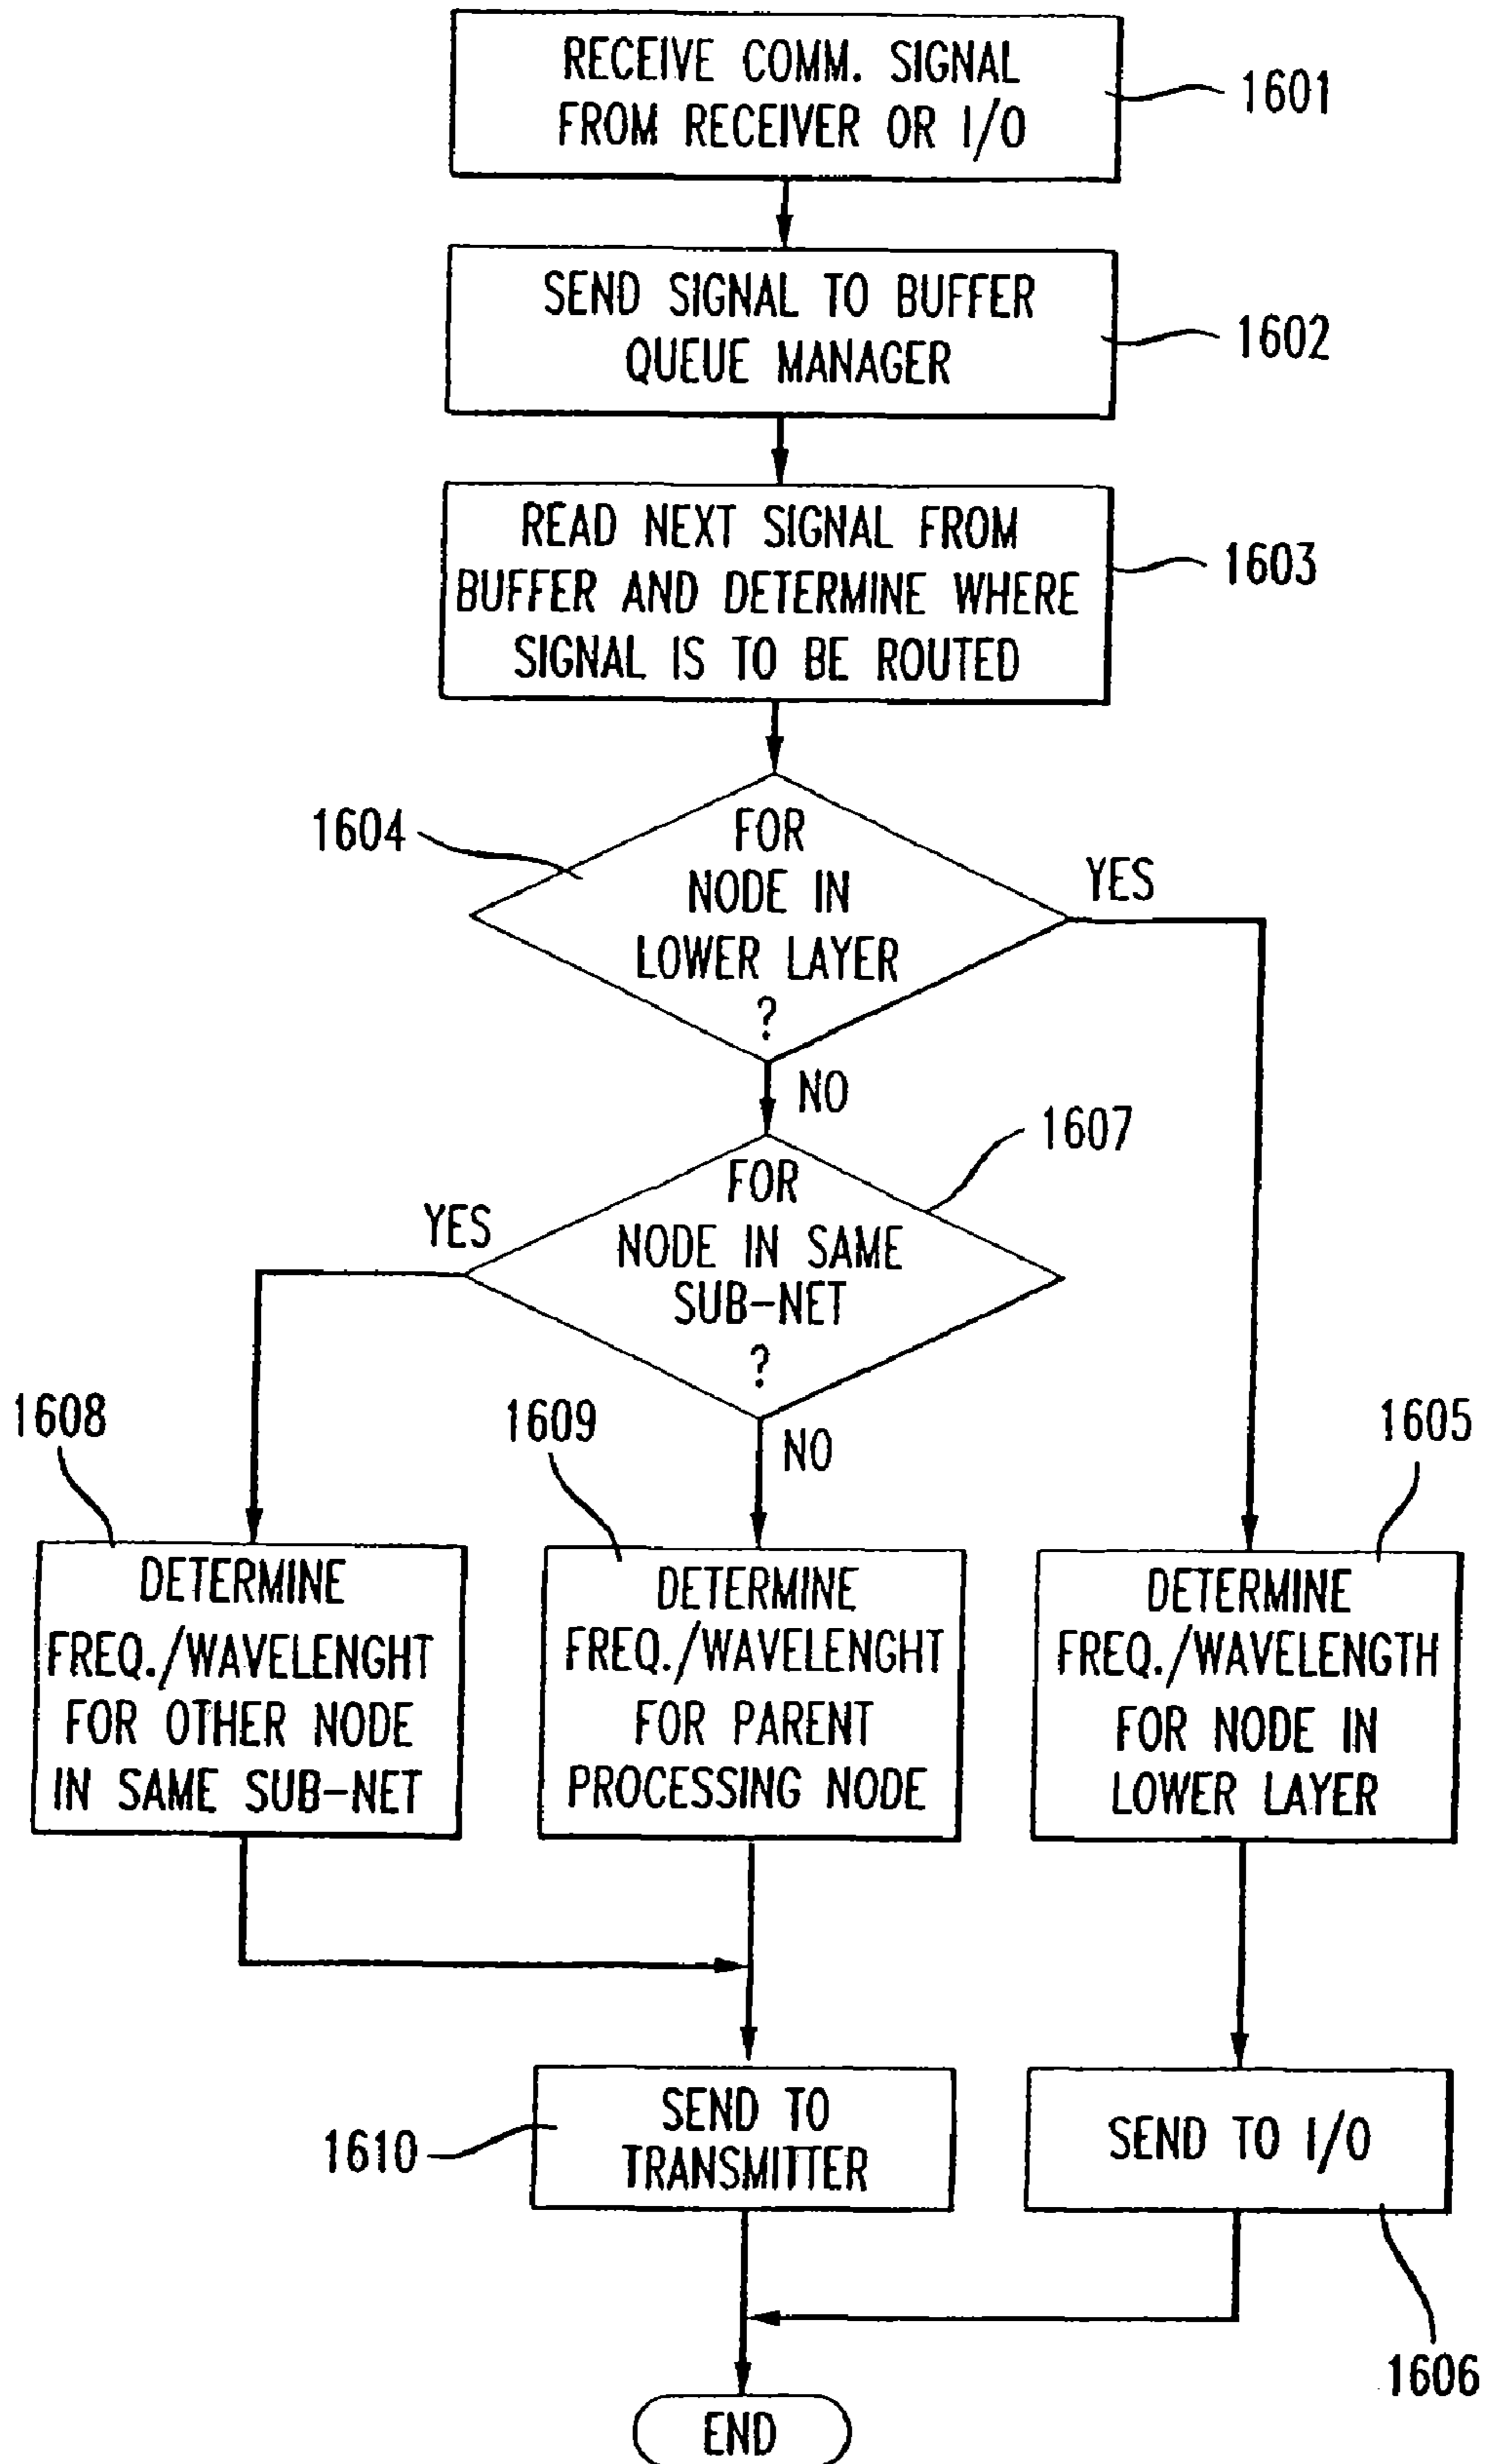 RECEIVE COMM. SIGNAL
FROM RECEIVER OR I/O
1601
SEND SIGNAL TO BUFFER
QUEUE MANAGER
1602
READ NEXT SIGNAL FROM
BUFFER AND DETERMINE WHERE
SIGNAL IS TO BE ROUTED
1603
1604
FOR
NODE IN
LOWER LAYER
?
YES
NO
1607
FOR
NODE IN SAME
SUB-NET
?
YES
NO
1608
DETERMINE
FREQ./WAVELENGHT
FOR OTHER NODE
IN SAME SUB-NET
1609
DETERMINE
FREQ./WAVELENGHT
FOR PARENT
PROCESSING NODE
1605
DETERMINE
FREQ./WAVELENGTH
FOR NODE IN
LOWER LAYER
1610
SEND TO
TRANSMITTER
SEND TO I/O
1606
END